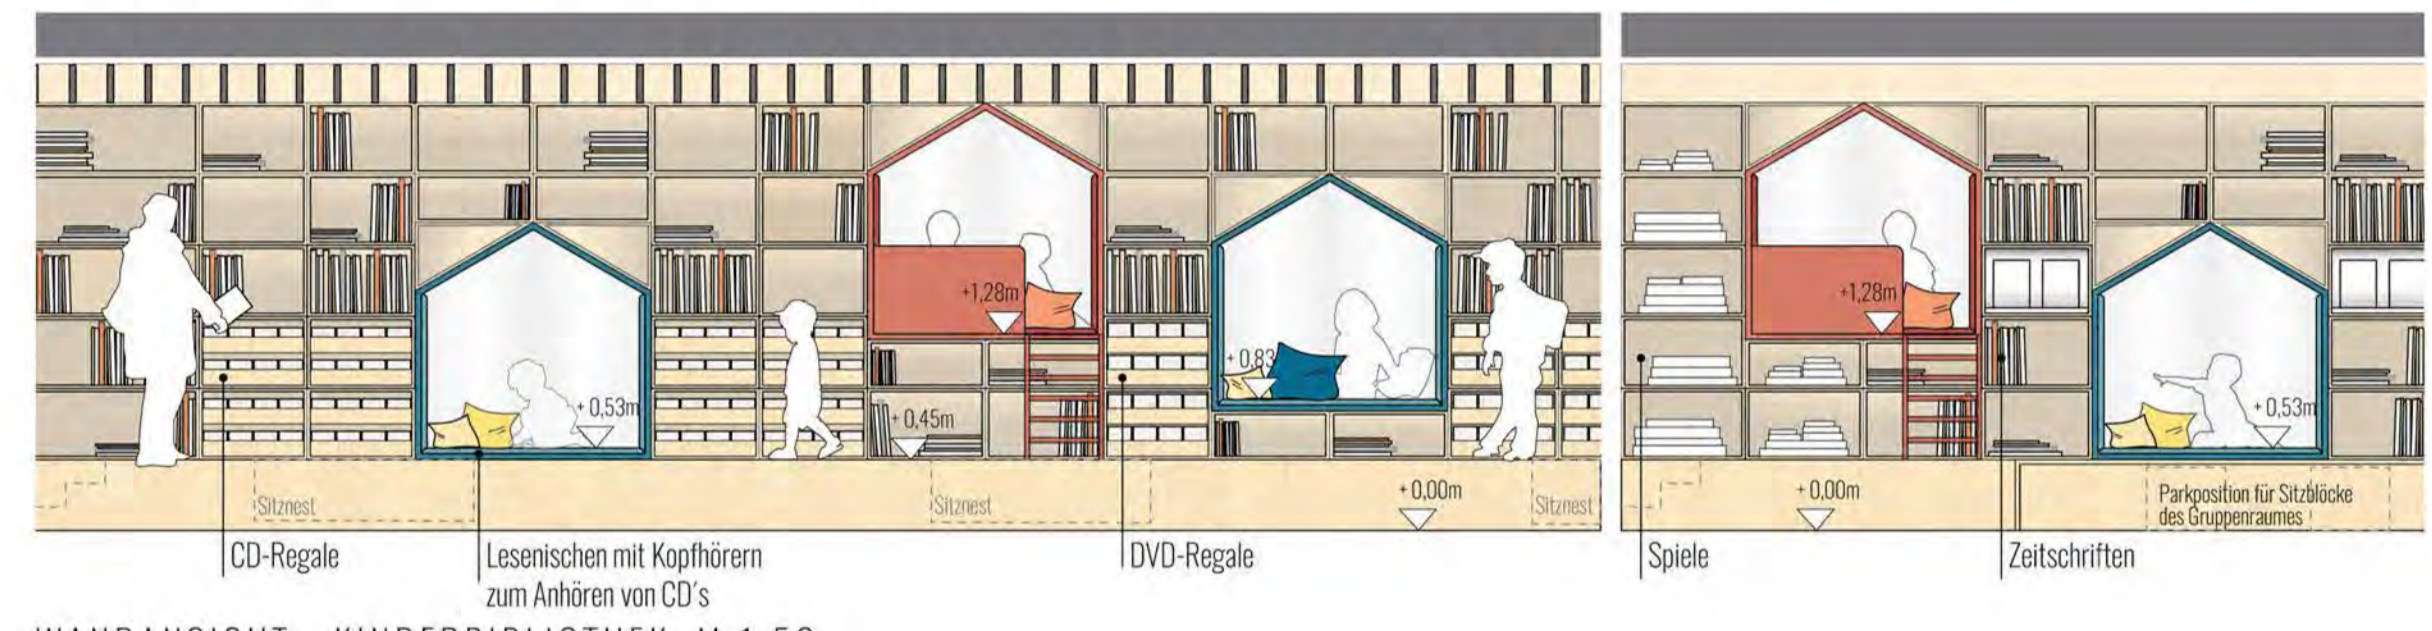 +1,28m
+1,28m
+ 0,83
+ 0,53m
+ 0,45m
+ 0,53m
Sitznest
Sitznest
+ 0,00m
Sitznest
+ 0,00m
Parkposition für Sitzblöcke
des Gruppenraumes
CD-Regale
Lesenischen mit Kopfhörern
zum Anhören von CD´s
DVD-Regale
Spiele
Zeitschriften